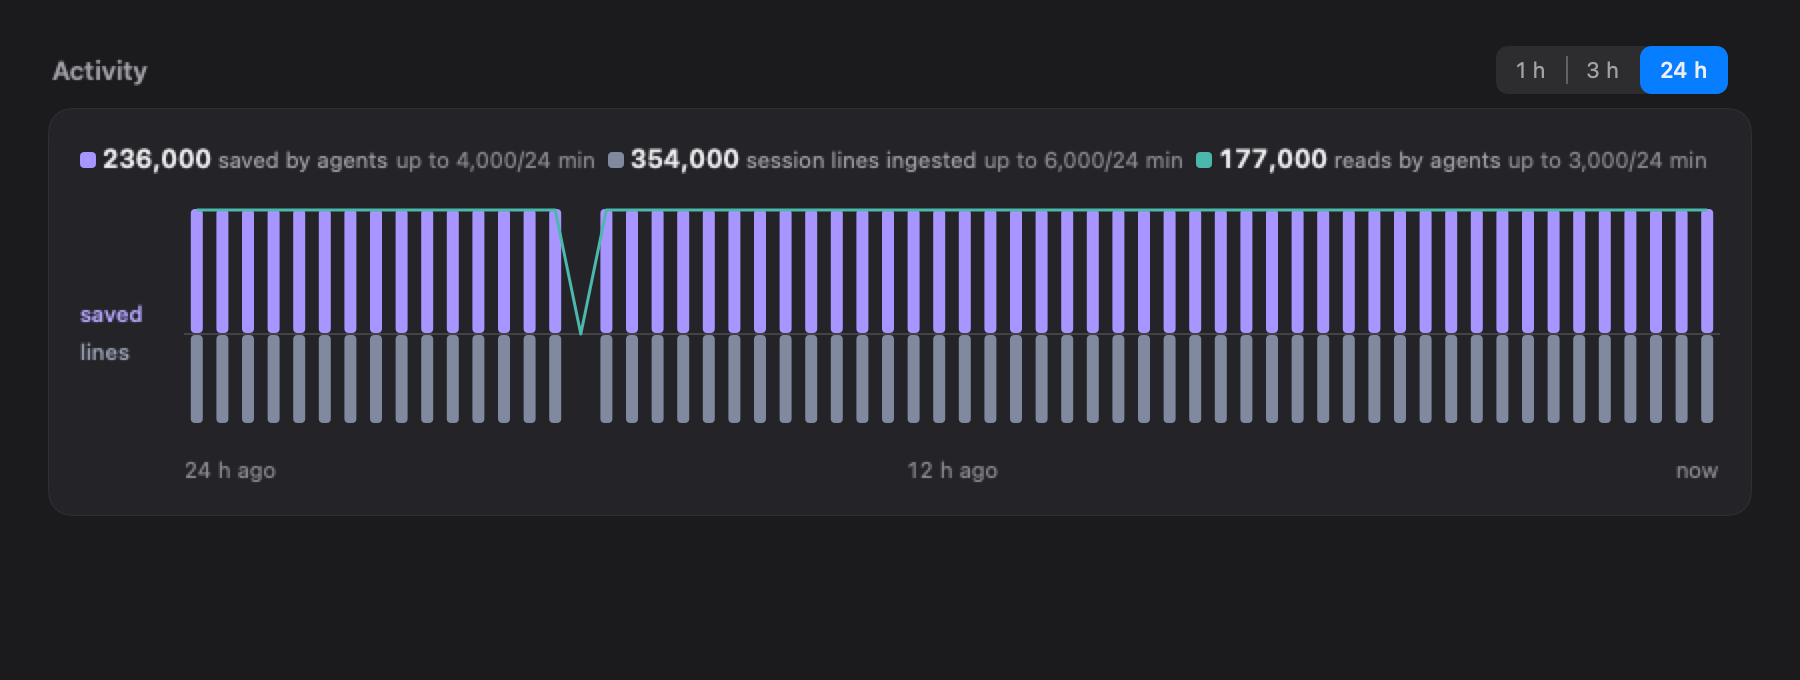 Activity
1 h
3 h
24 h
236,000 saved by agents up to 4,000/24 min
354,000 session lines ingested up to 6,000/24 min
177,000 reads by agents up to 3,000/24 min
saved
lines
24 h ago
12 h ago
now